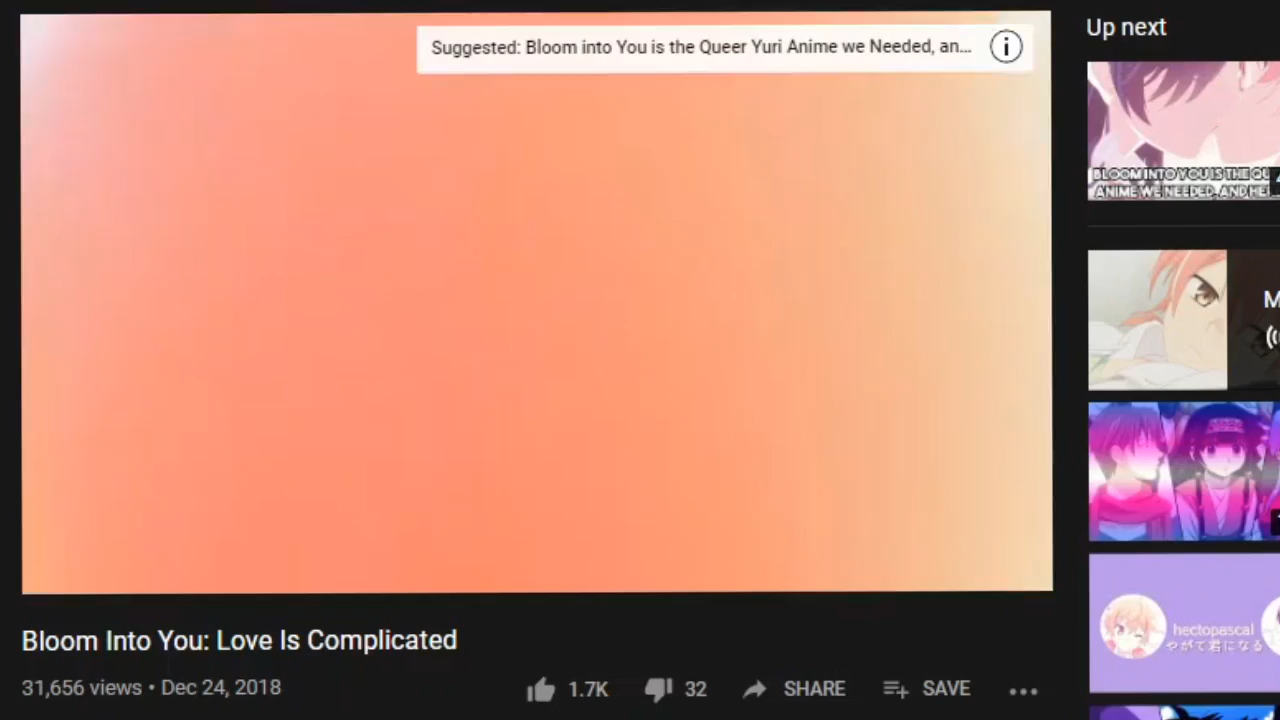 Suggested: Bloom into You is the Queer Yuri Anime we Needed, an...
Up next
BLOOM INTO YOU IS THE QU
ANIME WE NEEDED, AND HE
M
hectopascal
やがて君になる
Bloom Into You: Love Is Complicated
31,656 views • Dec 24, 2018
1.7K
32
SHARE
SAVE